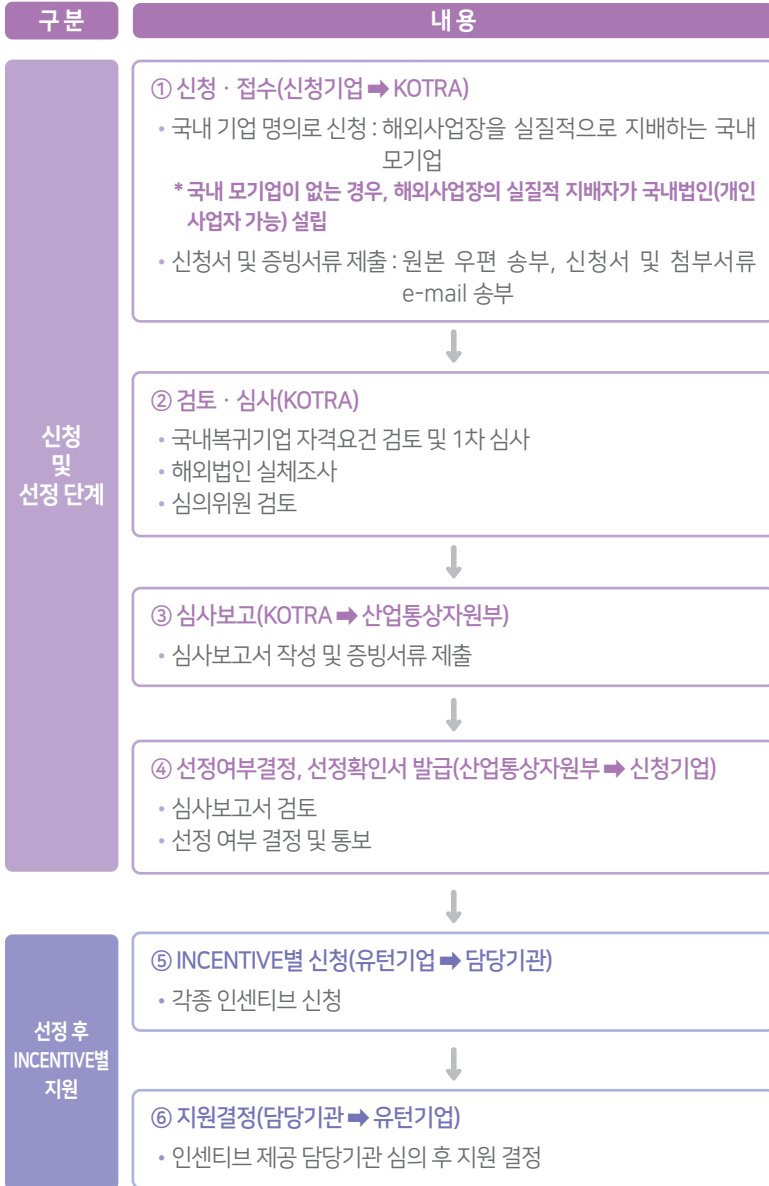 구분
내용
신청
및
선정 단계
① 신청 · 접수(신청기업 ➡ KOTRA)
• 국내 기업 명의로 신청 : 해외사업장을 실질적으로 지배하는 국내
모기업
* 국내 모기업이 없는 경우, 해외사업장의 실질적 지배자가 국내법인(개인
사업자 가능) 설립
• 신청서 및 증빙서류 제출 : 원본 우편 송부, 신청서 및 첨부서류
e-mail 송부
② 검토 · 심사(KOTRA)
• 국내복귀기업 자격요건 검토 및 1차 심사
• 해외법인 실체조사
• 심의위원 검토
③ 심사보고(KOTRA ➡ 산업통상자원부)
• 심사보고서 작성 및 증빙서류 제출
④ 선정여부결정, 선정확인서 발급(산업통상자원부 ➡ 신청기업)
• 심사보고서 검토
• 선정 여부 결정 및 통보
선정 후
INCENTIVE별
지원
⑤ INCENTIVE별 신청(유턴기업 ➡ 담당기관)
• 각종 인센티브 신청
⑥ 지원결정(담당기관 ➡ 유턴기업)
• 인센티브 제공 담당기관 심의 후 지원 결정